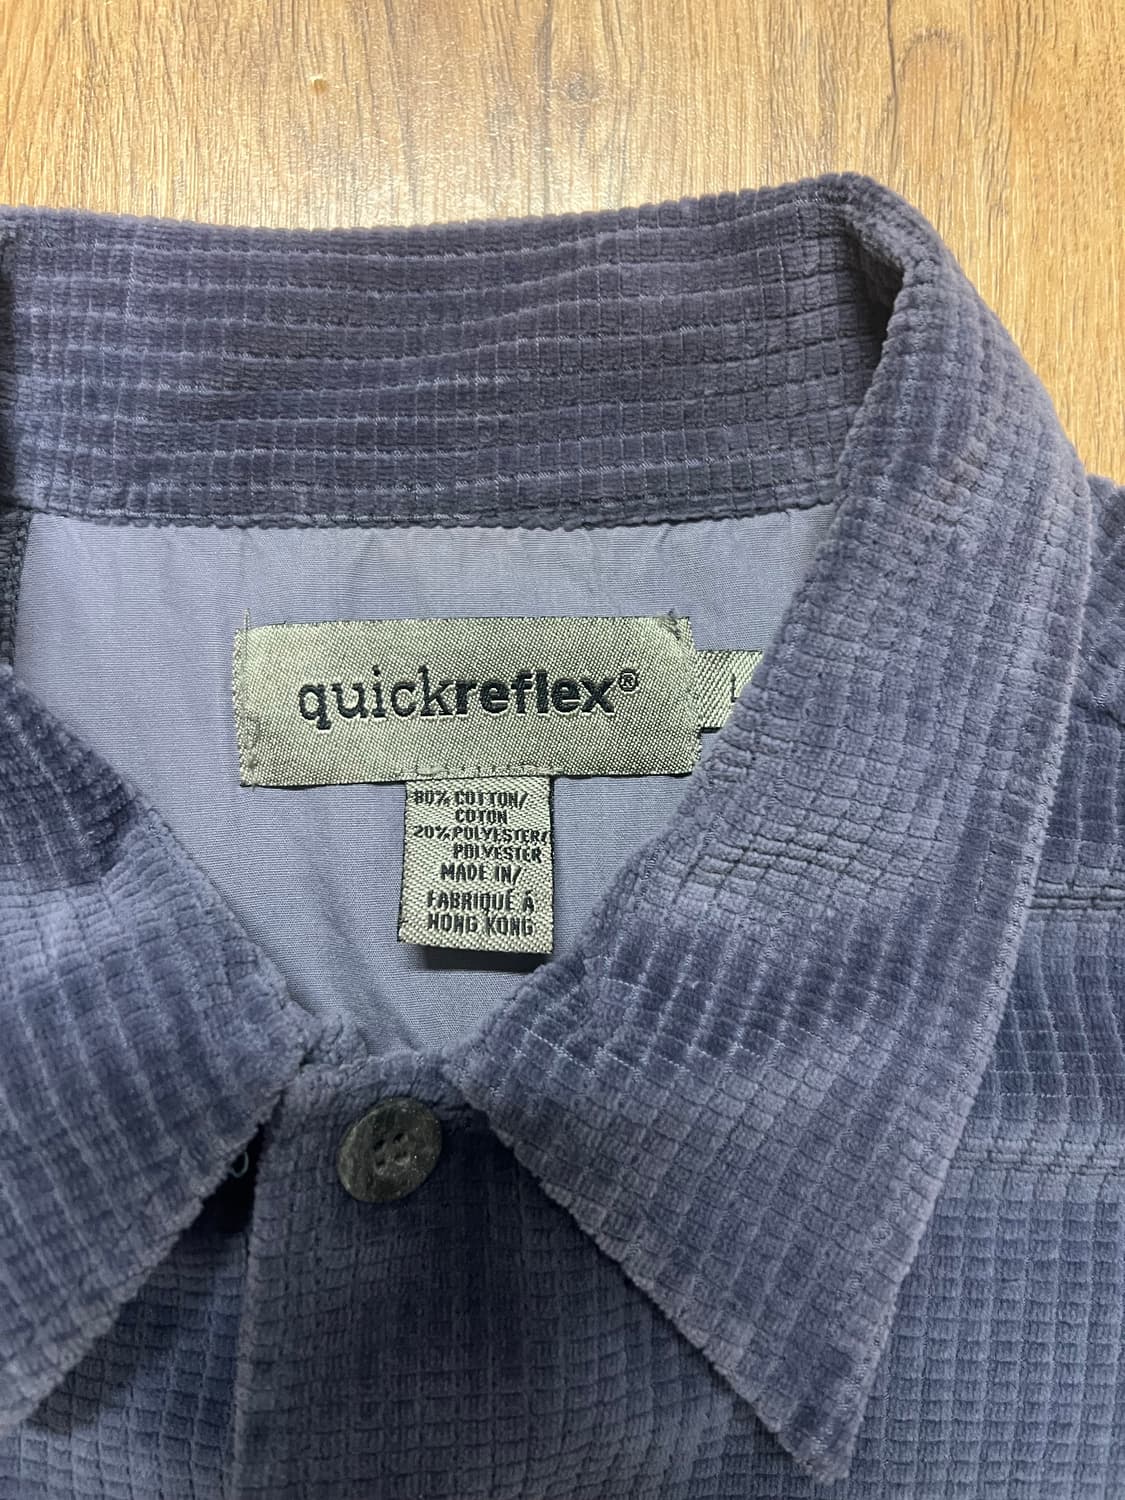 quickreflex®
L
80% COTTON/
COTON
20% POLYESTER/
POLYESTER
MADE IN/
FABRIQUÉ À
HONG KONG